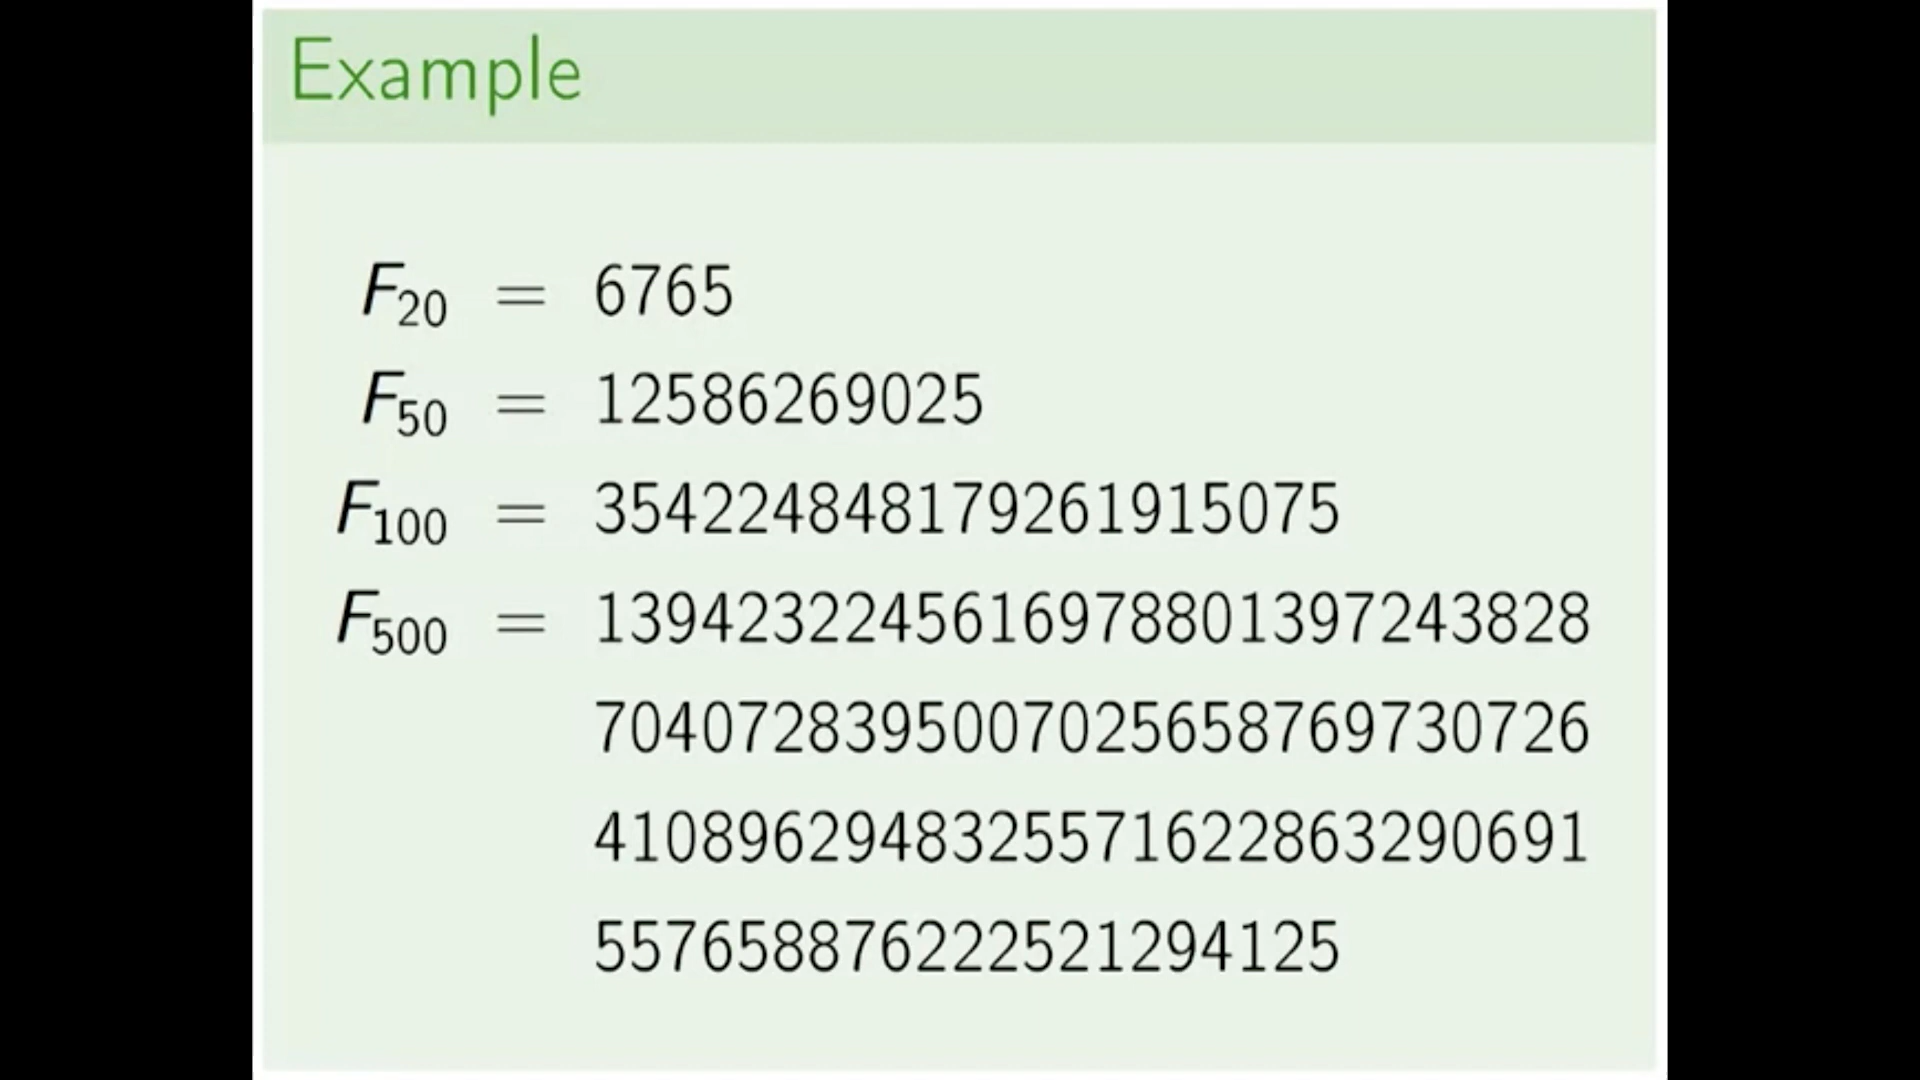 Example
F20 = 6765
F50 = 12586269025
F100 = 354224848179261915075
F500 = 1394232245616978801397243828
7040728395007025658769730726
4108962948325571622863290691
557658876222521294125